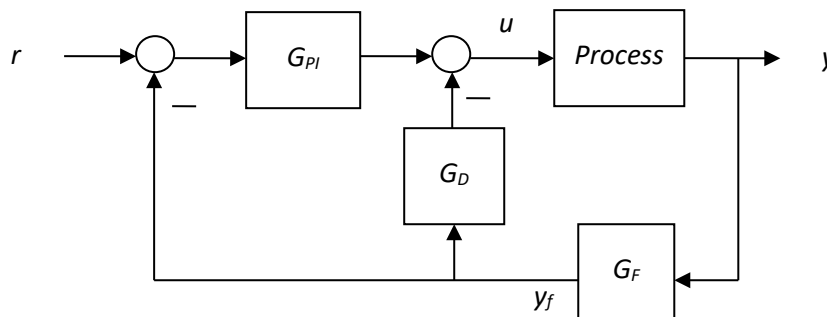 r
G_PI
u
Process
y
—
—
G_D
G_F
y_f